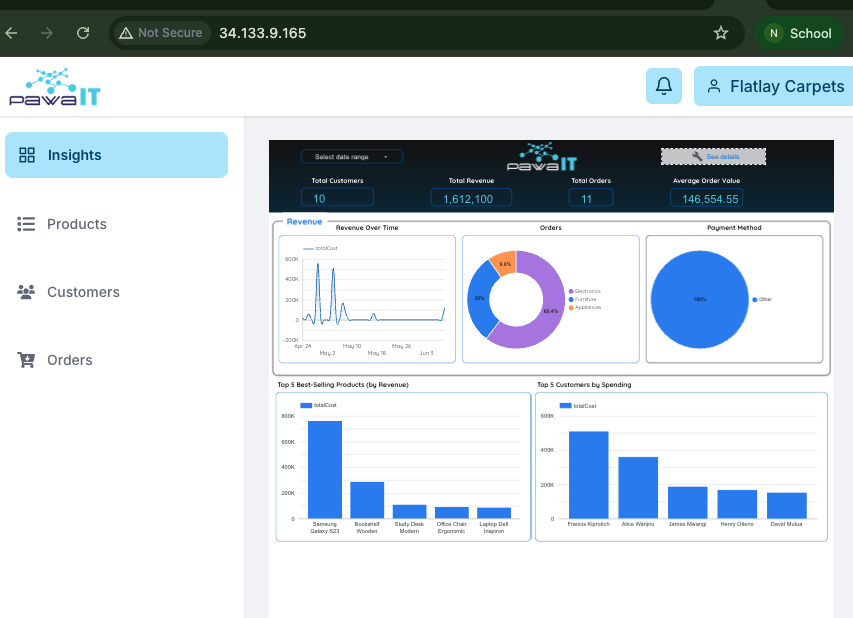 Not Secure 34.133.9.165
N School
pawaIT
Flatlay Carpets
Insights
Products
Customers
Orders
Select date range
pawaIT
See details
Total Customers
Total Revenue
Total Orders
Average Order Value
10
1,612,100
11
146,554.55
Revenue
Revenue Over Time
Orders
Payment Method
totalCost
600K
400K
200K
0
-200K
Apr 24
May 2
May 10
May 18
May 26
Jun 3
9.6%
30%
60.4%
Electronics
Furniture
Appliances
100%
Other
Top 5 Best-Selling Products (by Revenue)
Top 5 Customers by Spending
totalCost
800K
600K
400K
200K
0
Samsung
Galaxy S23
Bookshelf
Wooden
Study Desk
Modern
Office Chair
Ergonomic
Laptop Dell
Inspiron
totalCost
600K
400K
200K
0
Francis Kiprotich
Alice Wanjiru
James Mwangi
Henry Otieno
David Mutua